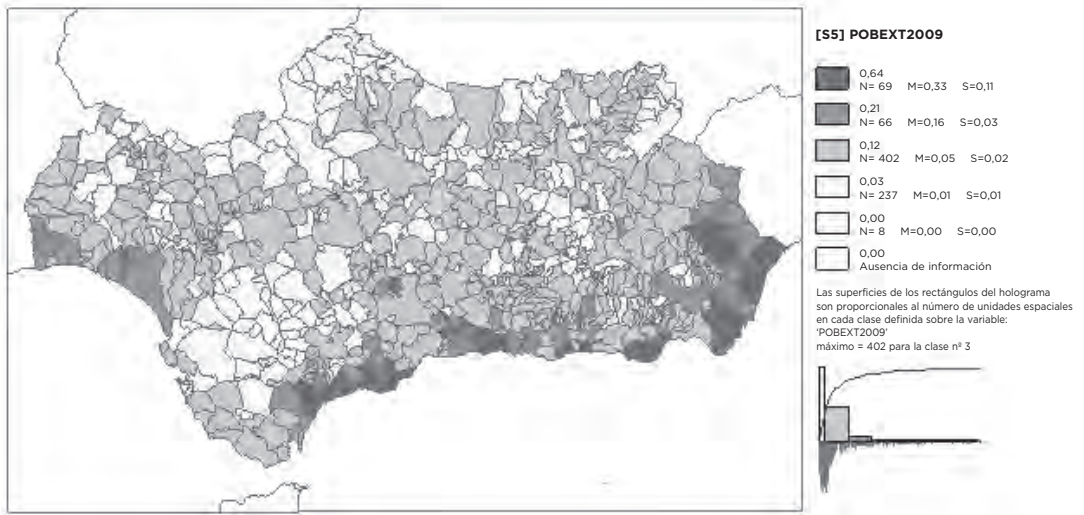 [S5] POBEXT2009
0,64
N= 69 M=0,33 S=0,11
0,21
N= 66 M=0,16 S=0,03
0,12
N= 402 M=0,05 S=0,02
0,03
N= 237 M=0,01 S=0,01
0,00
N= 8 M=0,00 S=0,00
0,00
Ausencia de información
Las superficies de los rectángulos del holograma
son proporcionales al número de unidades espaciales
en cada clase definida sobre la variable:
'POBEXT2009'
máximo = 402 para la clase nº 3